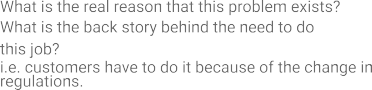 What is the real reason that this problem exists?
What is the back story behind the need to do
this job?
i.e. customers have to do it because of the change in
regulations.